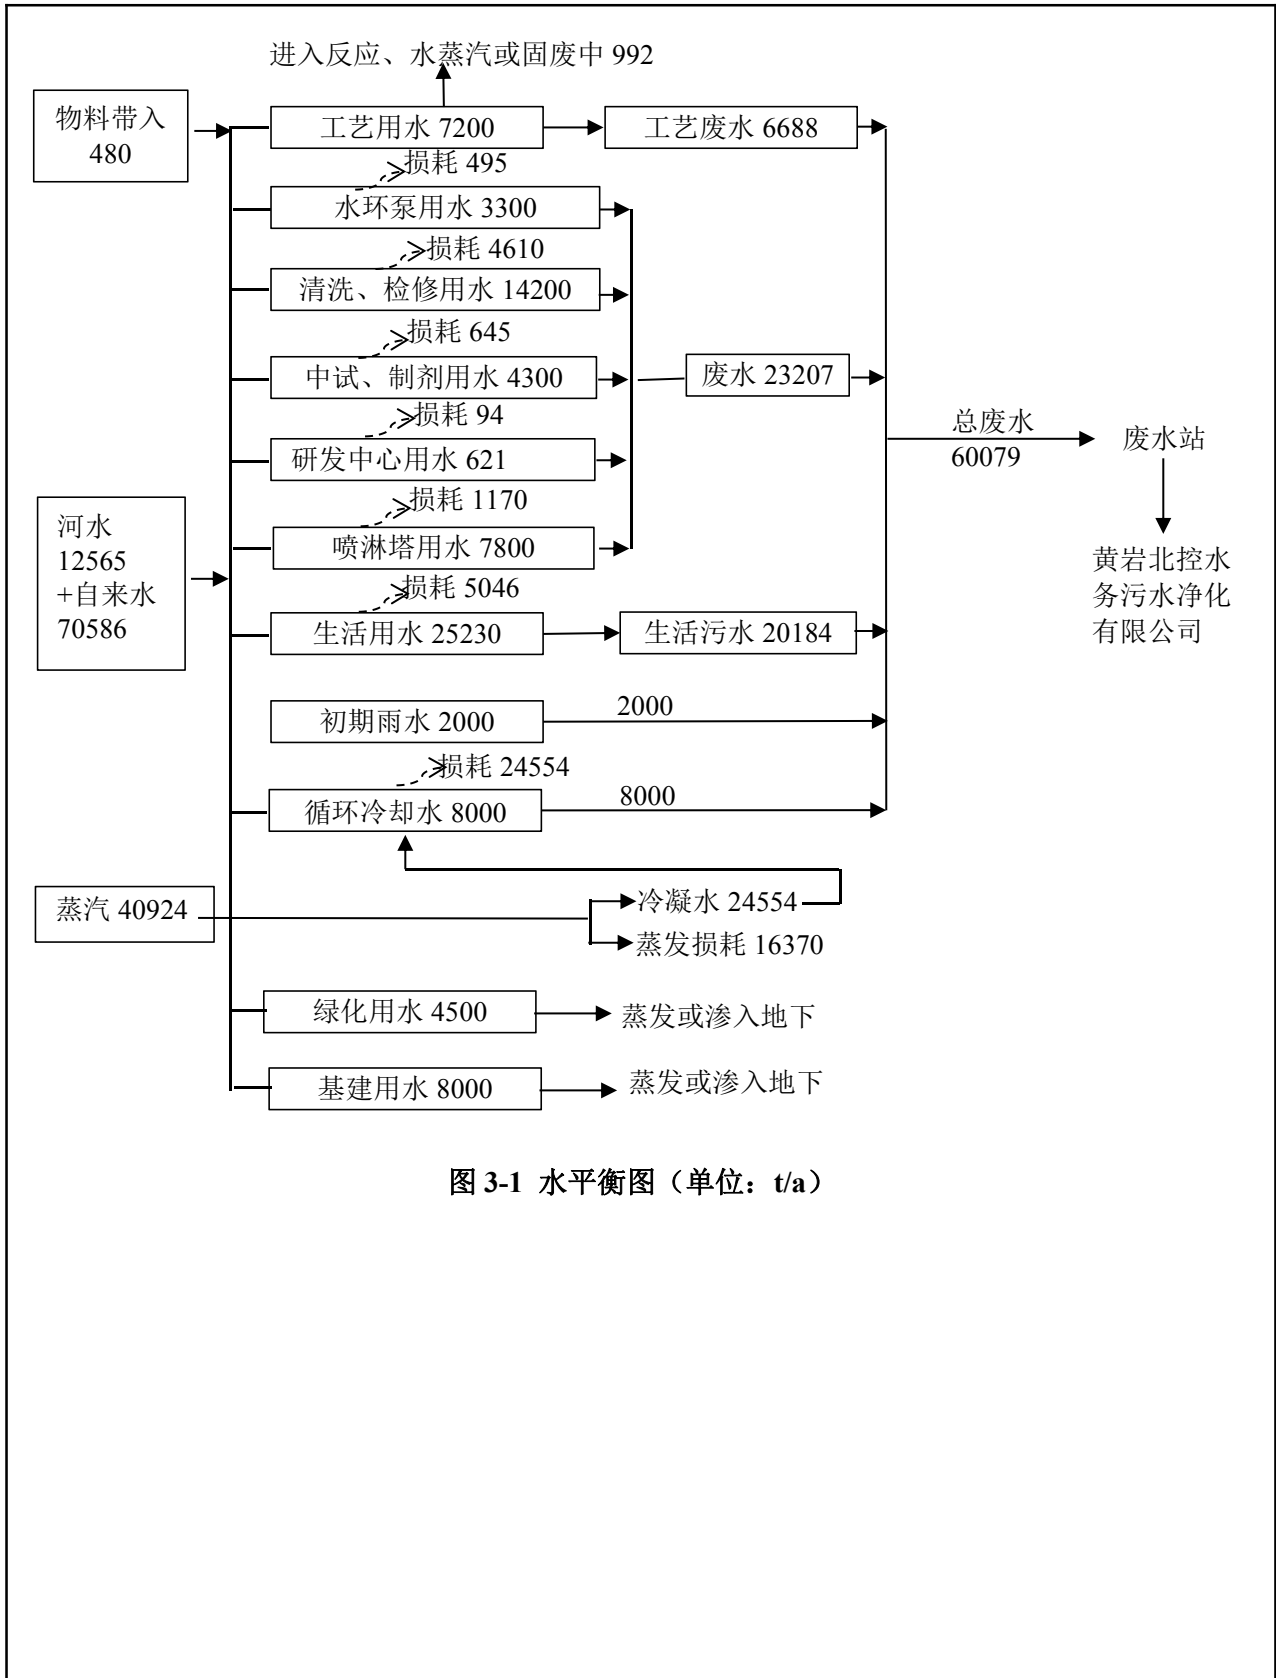 进入反应、水蒸汽或固废中 992
物料带入
480
工艺用水 7200
工艺废水 6688
损耗 495
水环泵用水 3300
损耗 4610
清洗、检修用水 14200
损耗 645
中试、制剂用水 4300
废水 23207
损耗 94
研发中心用水 621
总废水
60079
废水站
河水
12565
+自来水
70586
损耗 1170
喷淋塔用水 7800
黄岩北控水
务污水净化
有限公司
损耗 5046
生活用水 25230
生活污水 20184
初期雨水 2000
2000
损耗 24554
循环冷却水 8000
8000
蒸汽 40924
冷凝水 24554
蒸发损耗 16370
绿化用水 4500
蒸发或渗入地下
基建用水 8000
蒸发或渗入地下
图 3-1 水平衡图（单位：t/a）